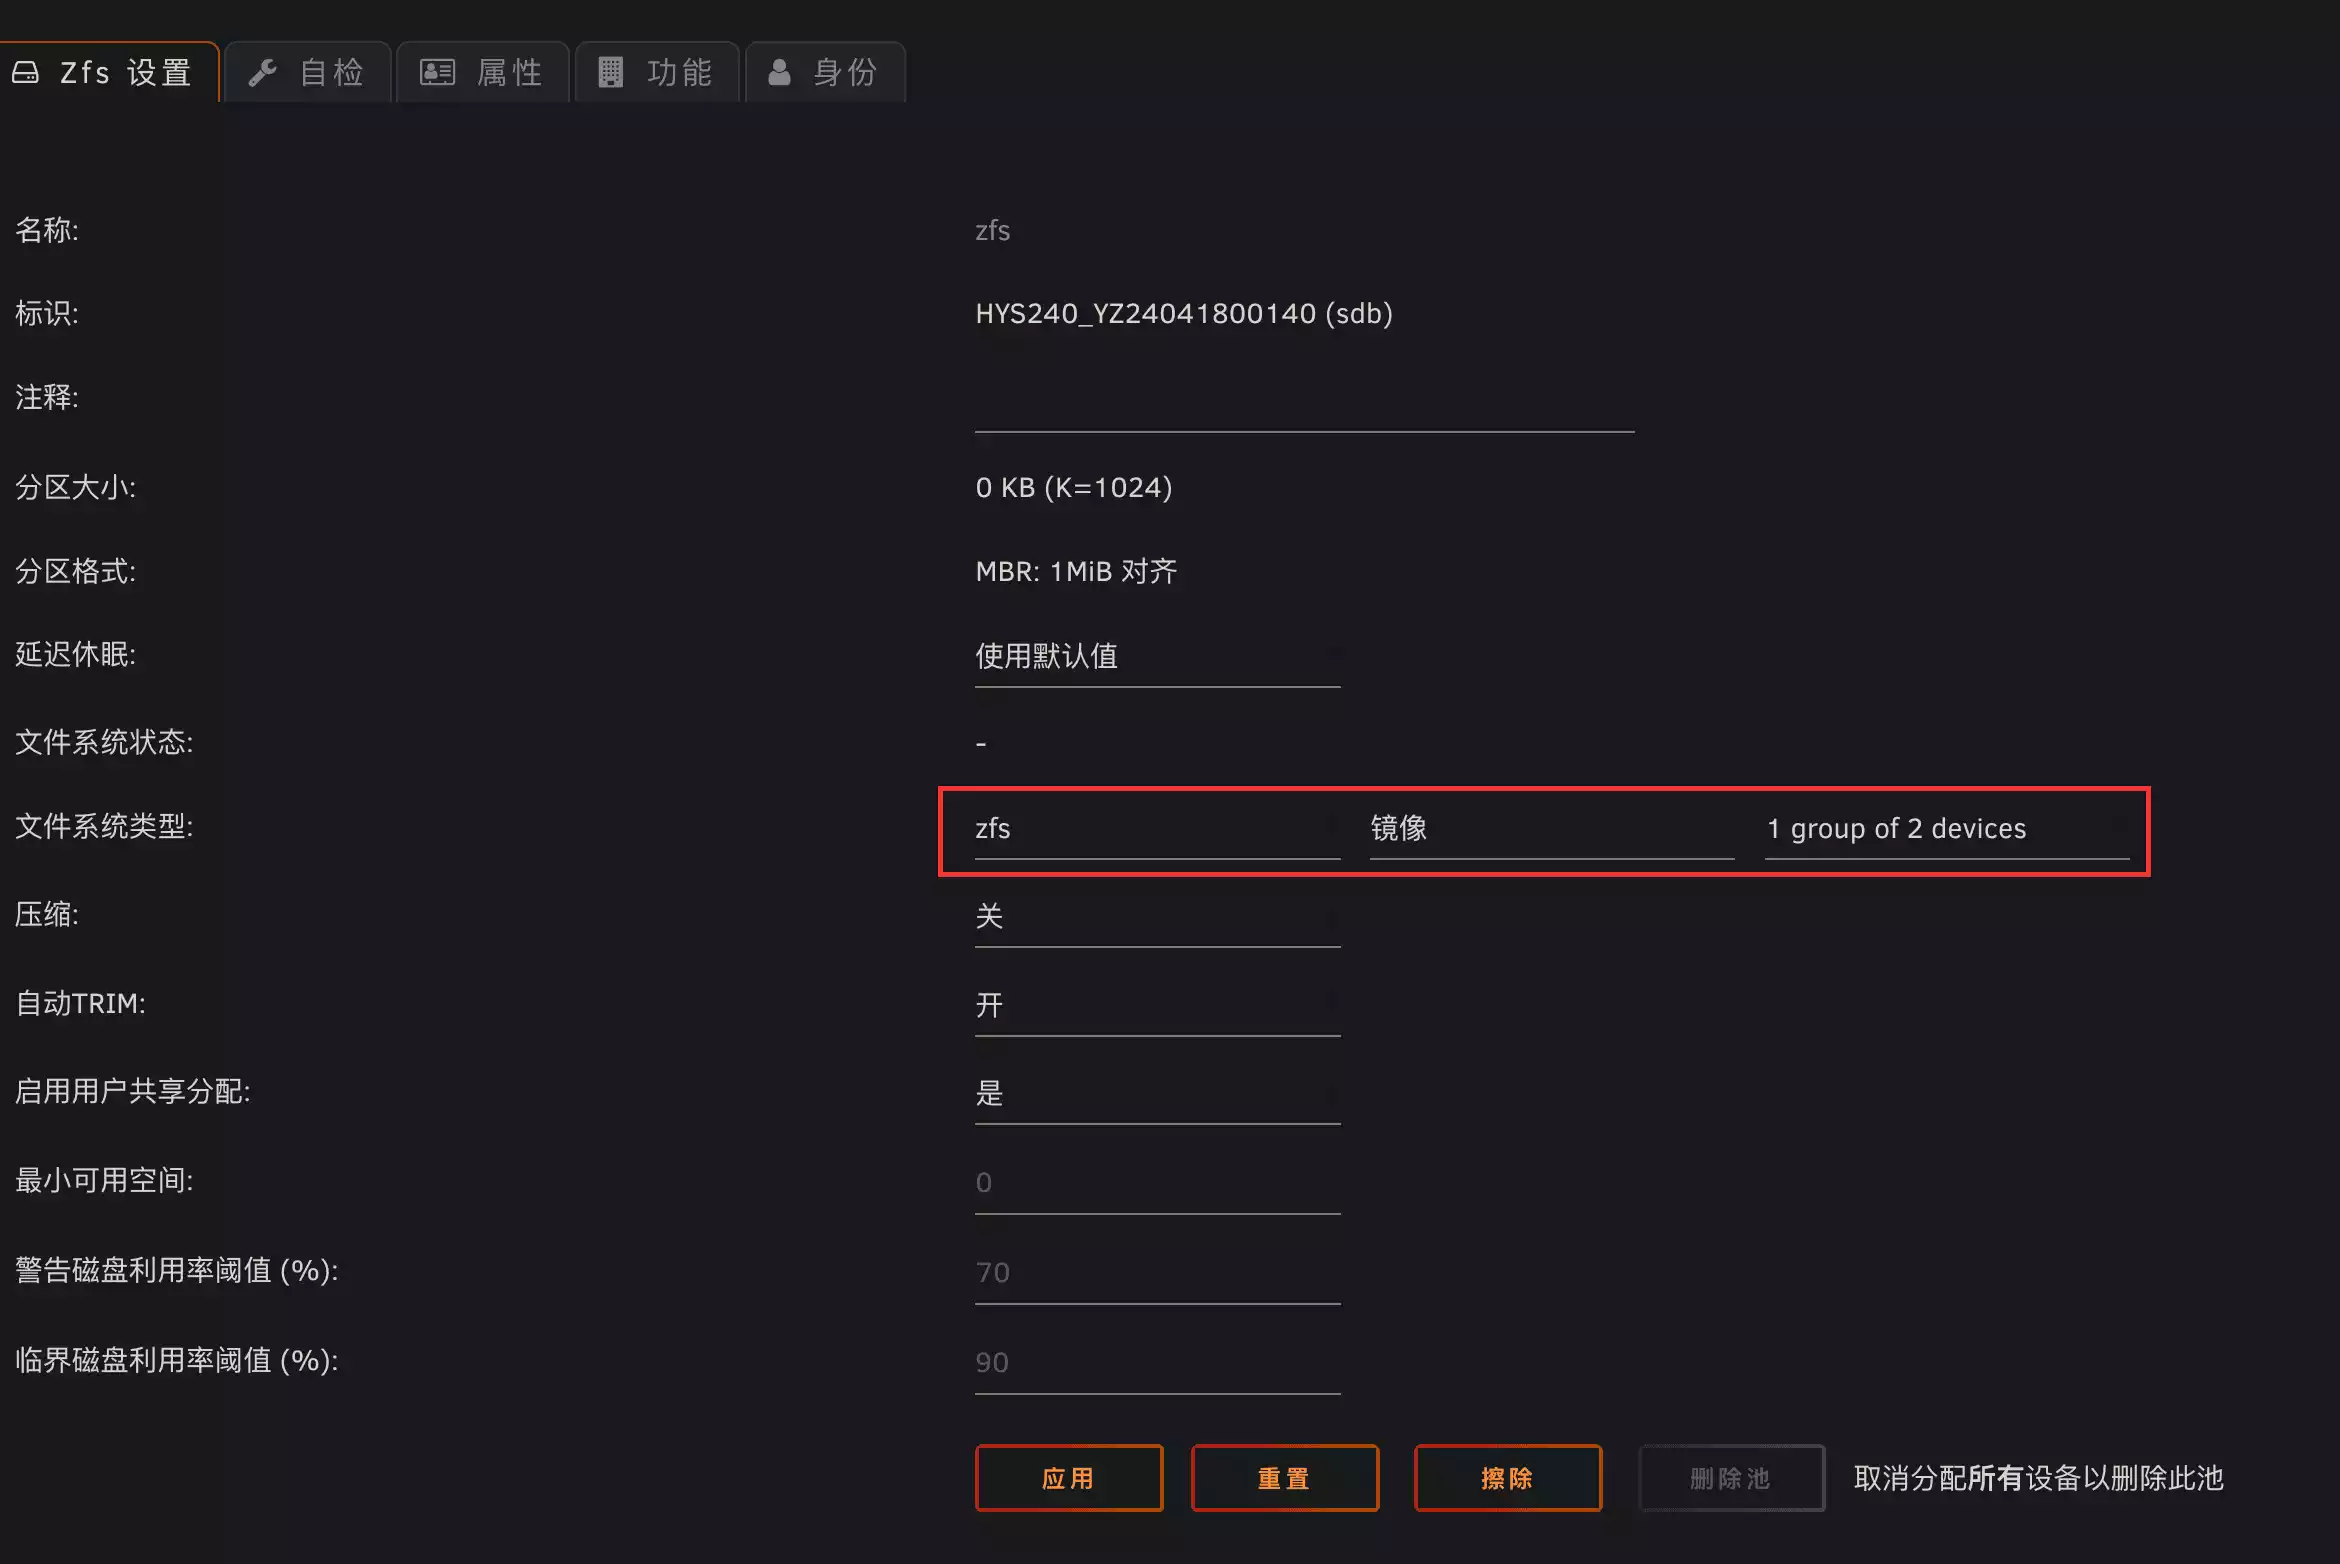 Zfs 设置 自检 属性 功能 身份
名称: zfs
标识: HYS240_YZ24041800140 (sdb)
注释:
分区大小: 0 KB (K=1024)
分区格式: MBR: 1MiB 对齐
延迟休眠: 使用默认值
文件系统状态: -
文件系统类型: zfs 镜像 1 group of 2 devices
压缩: 关
自动TRIM: 开
启用用户共享分配: 是
最小可用空间: 0
警告磁盘利用率阈值 (%): 70
临界磁盘利用率阈值 (%): 90
应用 重置 擦除 删除池 取消分配所有设备以删除此池